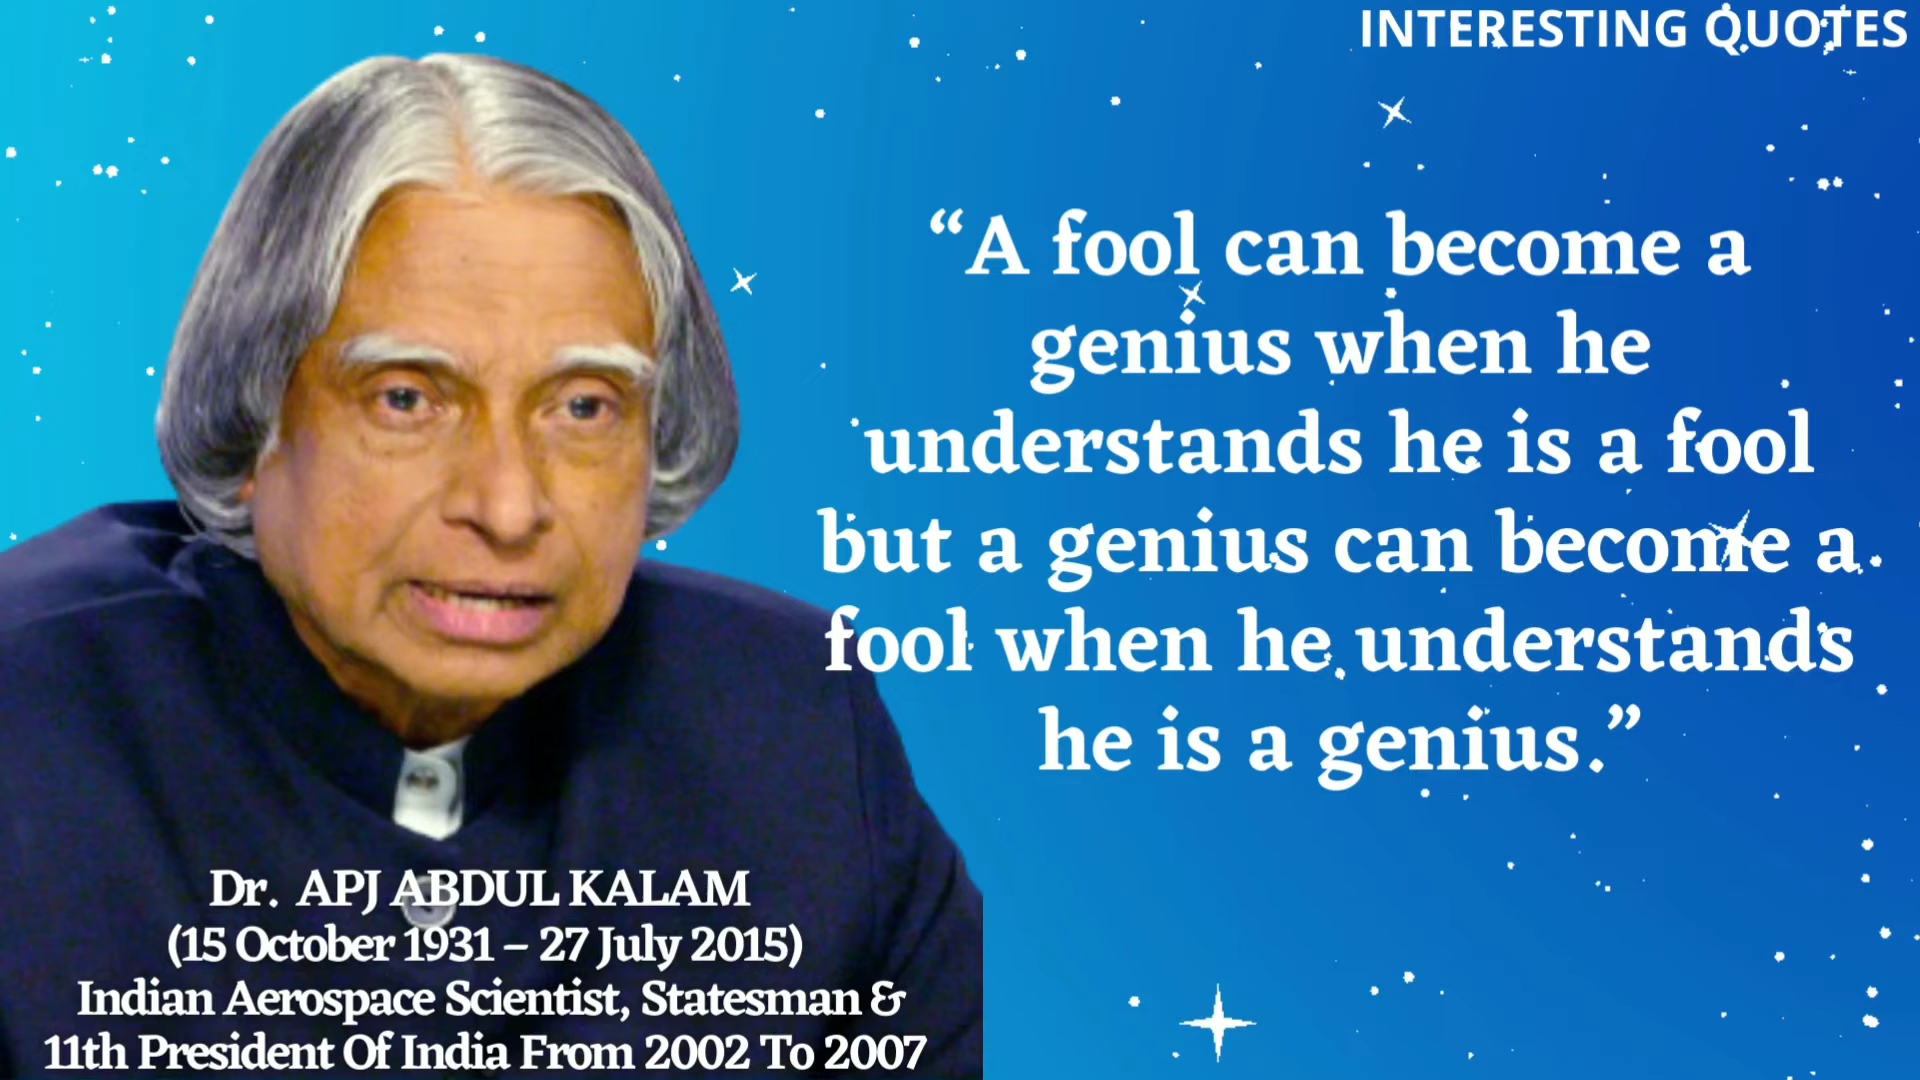 INTERESTING QUOTES
“A fool can become a
genius when he
understands he is a fool
but a genius can become a
fool when he understands
he is a genius.”
Dr. APJ ABDUL KALAM
(15 October 1931 – 27 July 2015)
Indian Aerospace Scientist, Statesman &
11th President Of India From 2002 To 2007